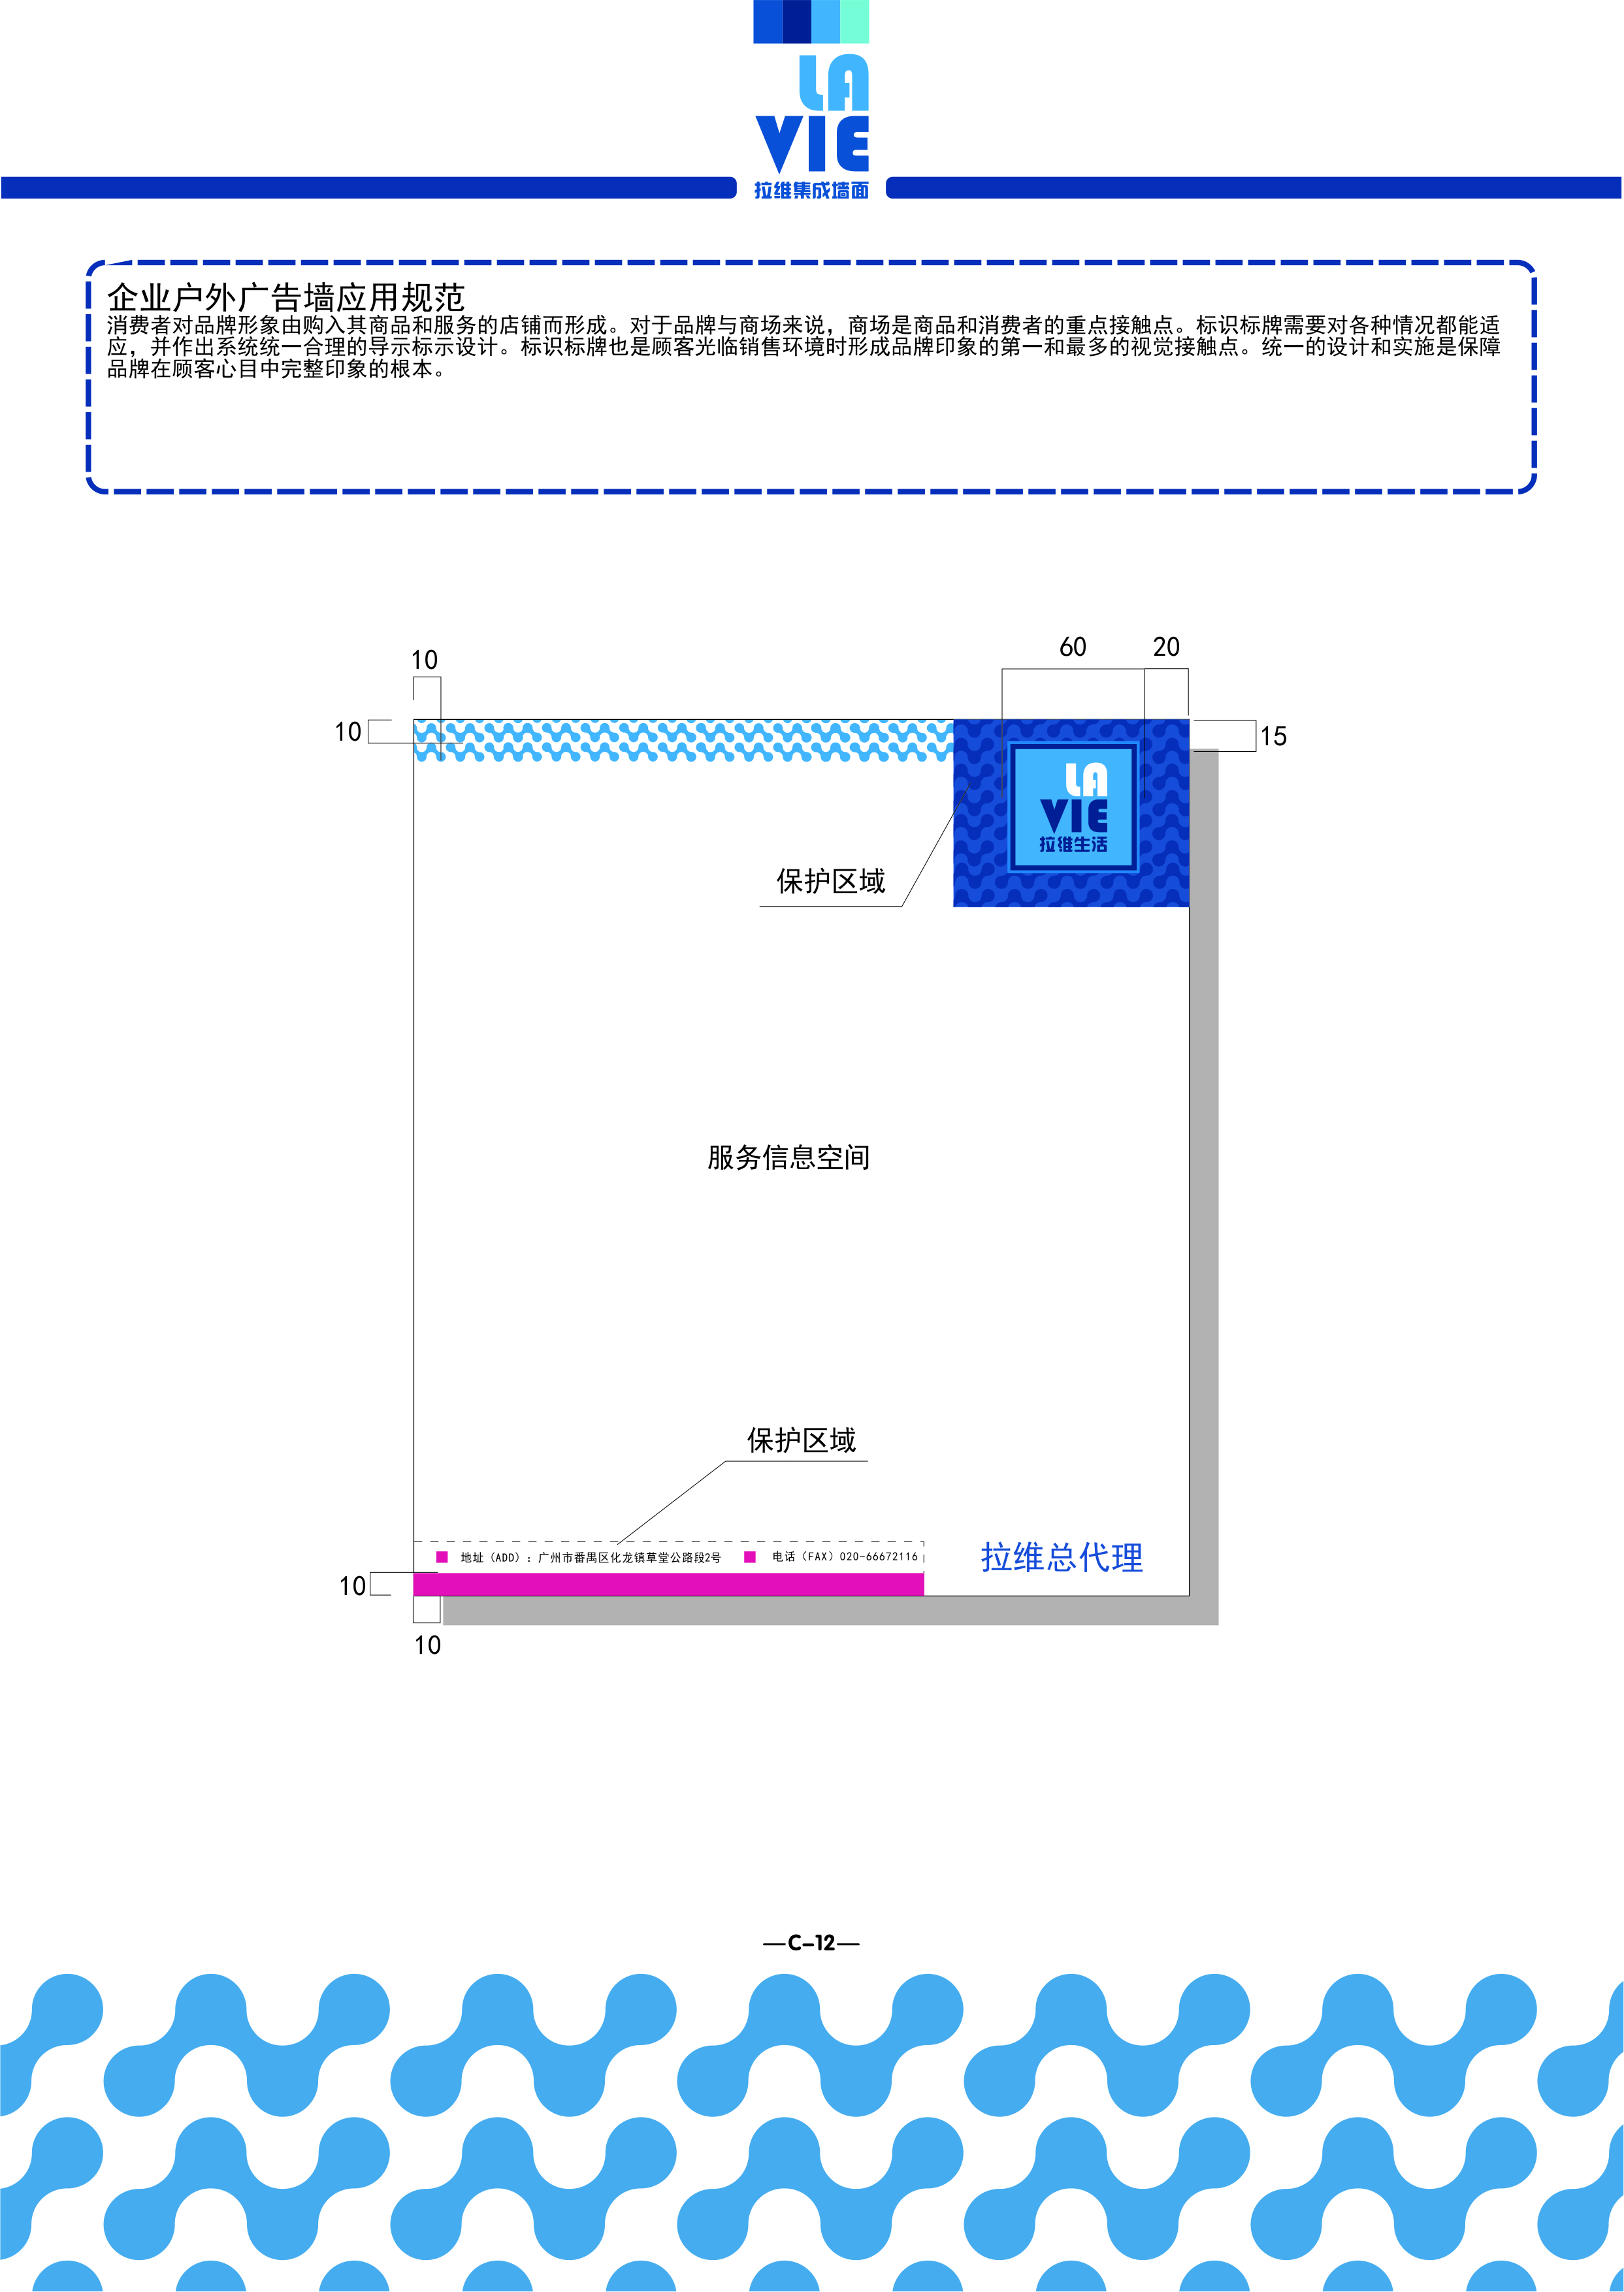 LA
VIE
拉维集成墙面
企业户外广告墙应用规范
消费者对品牌形象由购入其商品和服务的店铺而形成。对于品牌与商场来说，商场是商品和消费者的重点接触点。标识标牌需要对各种情况都能适
应，并作出系统统一合理的导示标示设计。标识标牌也是顾客光临销售环境时形成品牌印象的第一和最多的视觉接触点。统一的设计和实施是保障
品牌在顾客心目中完整印象的根本。
60 20
10
10
15
LA
VIE
拉维生活
保护区域
服务信息空间
保护区域
拉维总代理
地址（ADD）：广州市番禺区化龙镇草堂公路段2号 电话（FAX）020-66672116
10
10
—C-12—